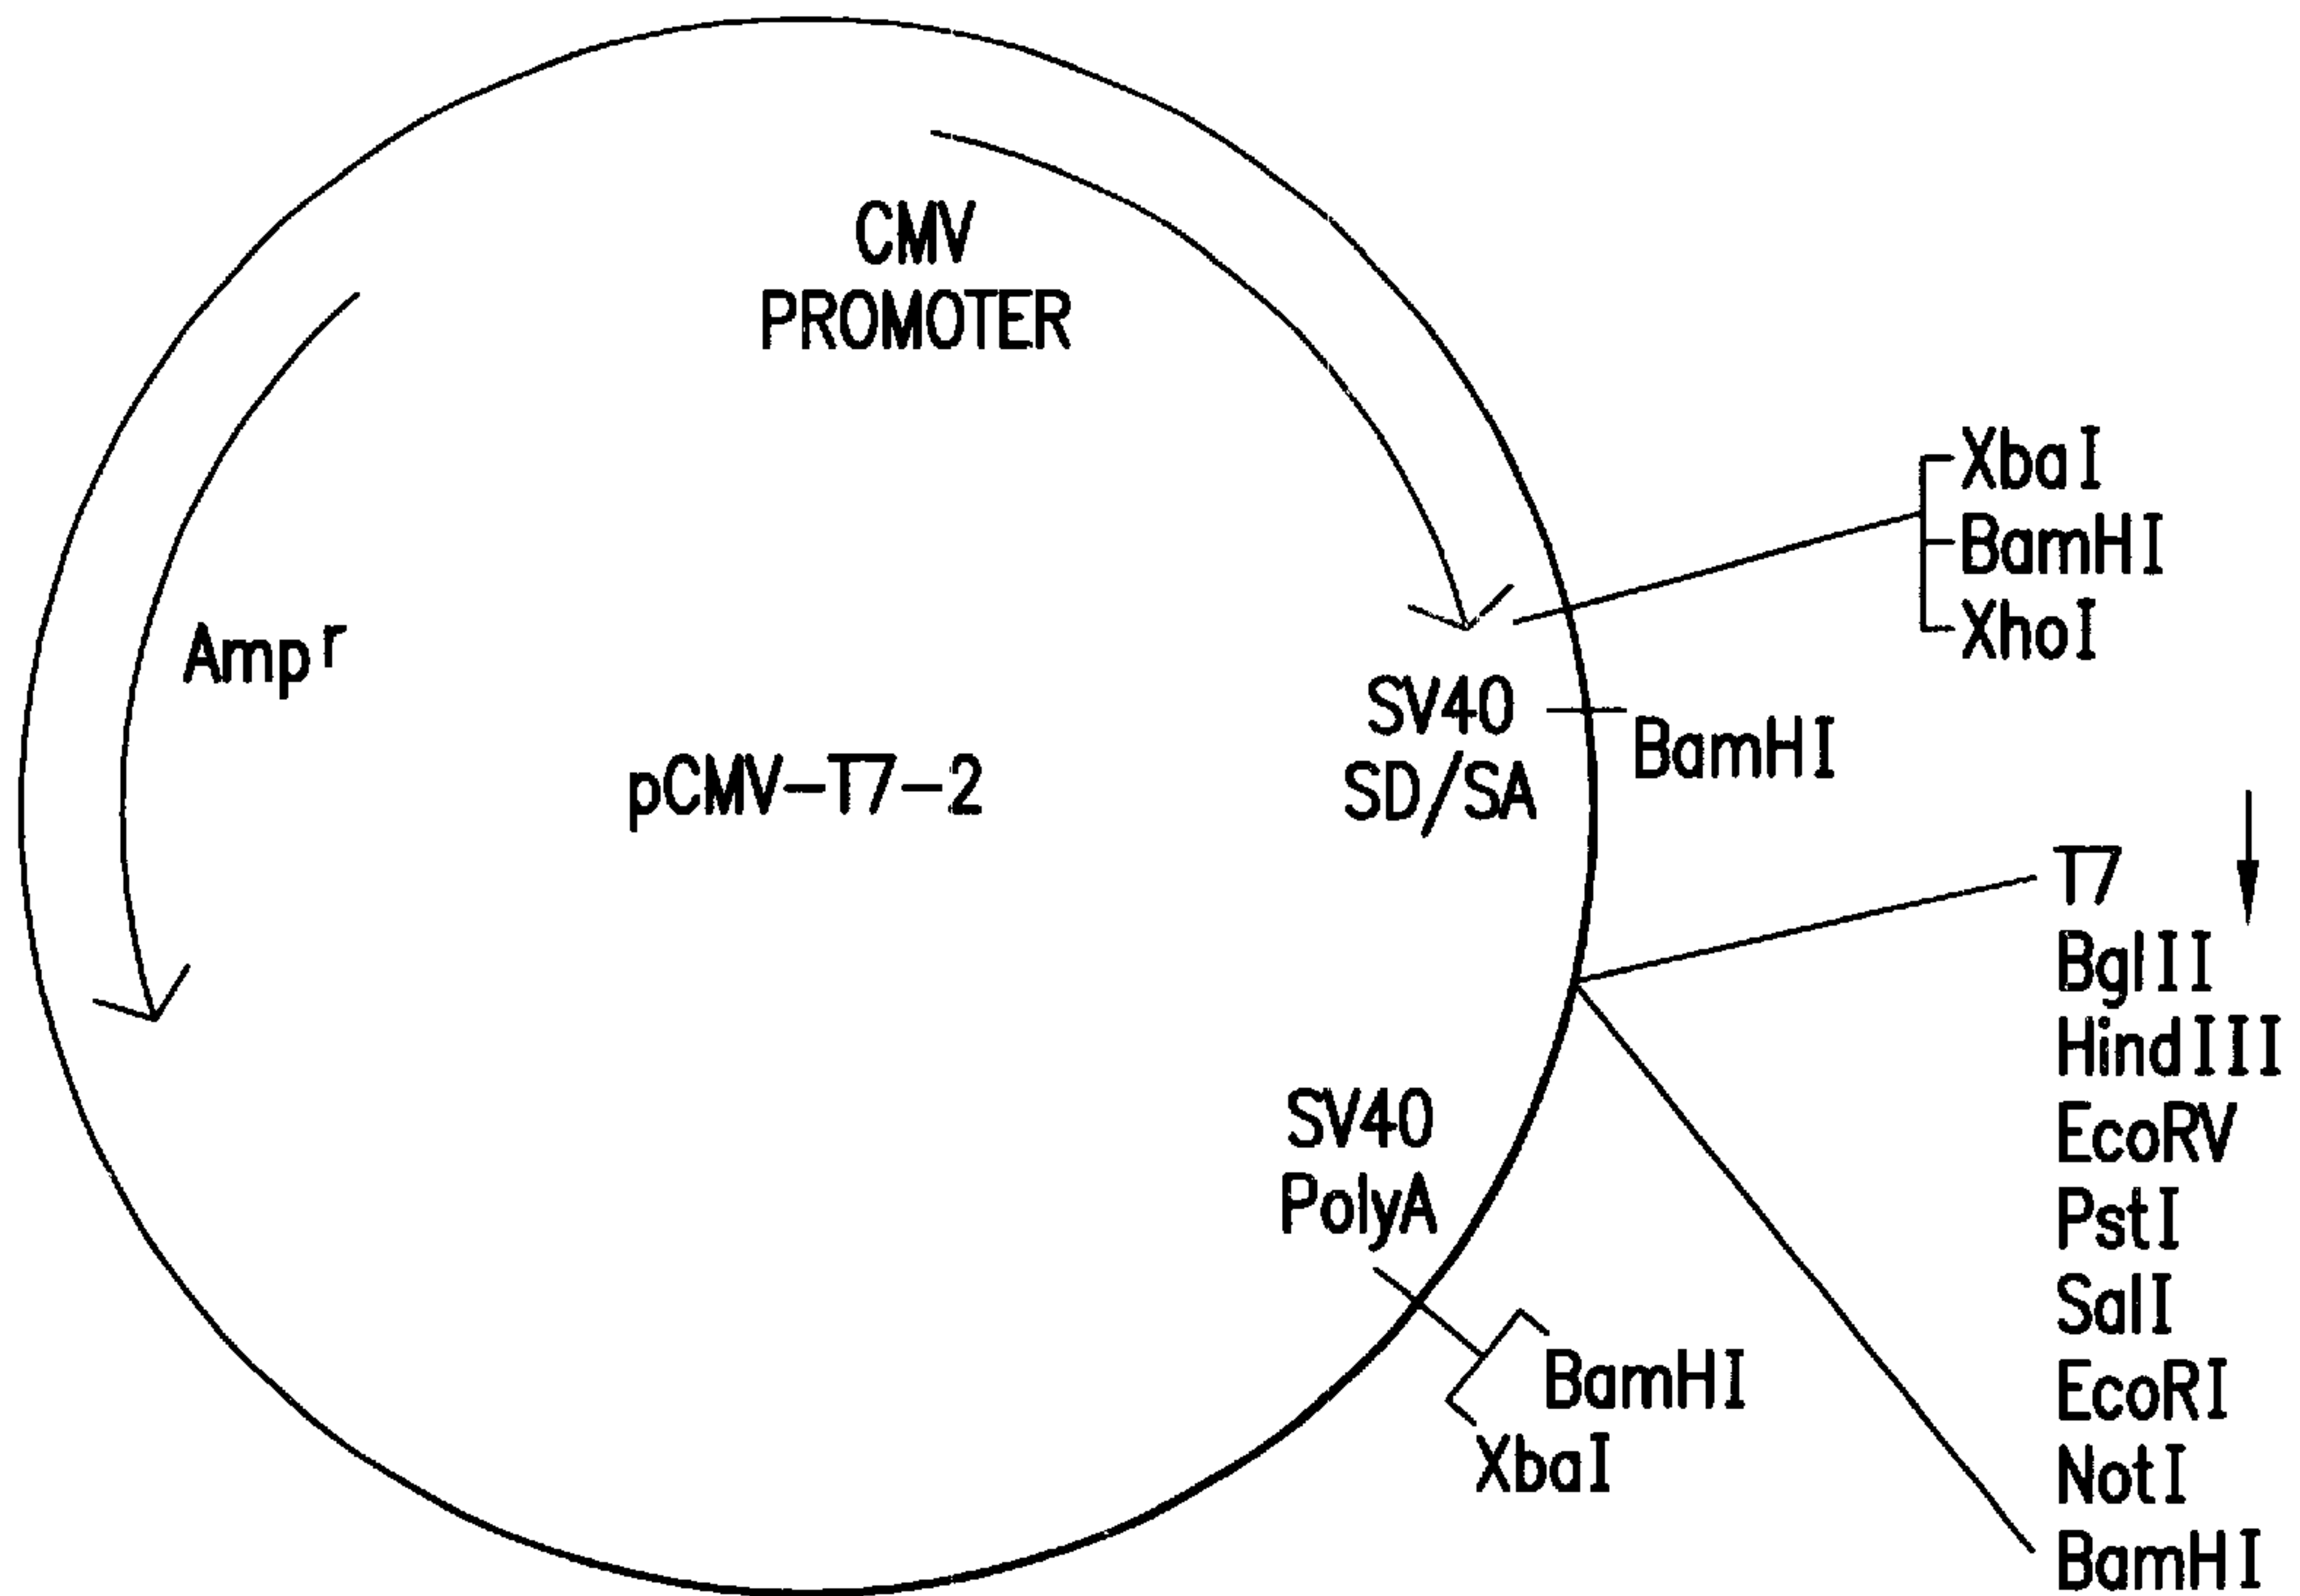 CMV
PROMOTER
XbaI
BamHI
XhoI
Ampʳ
SV40
SD/SA
BamHI
pCMV-T7-2
T7
BglII
HindIII
EcoRV
PstI
SalI
EcoRI
NotI
BamHI
SV40
PolyA
BamHI
XbaI